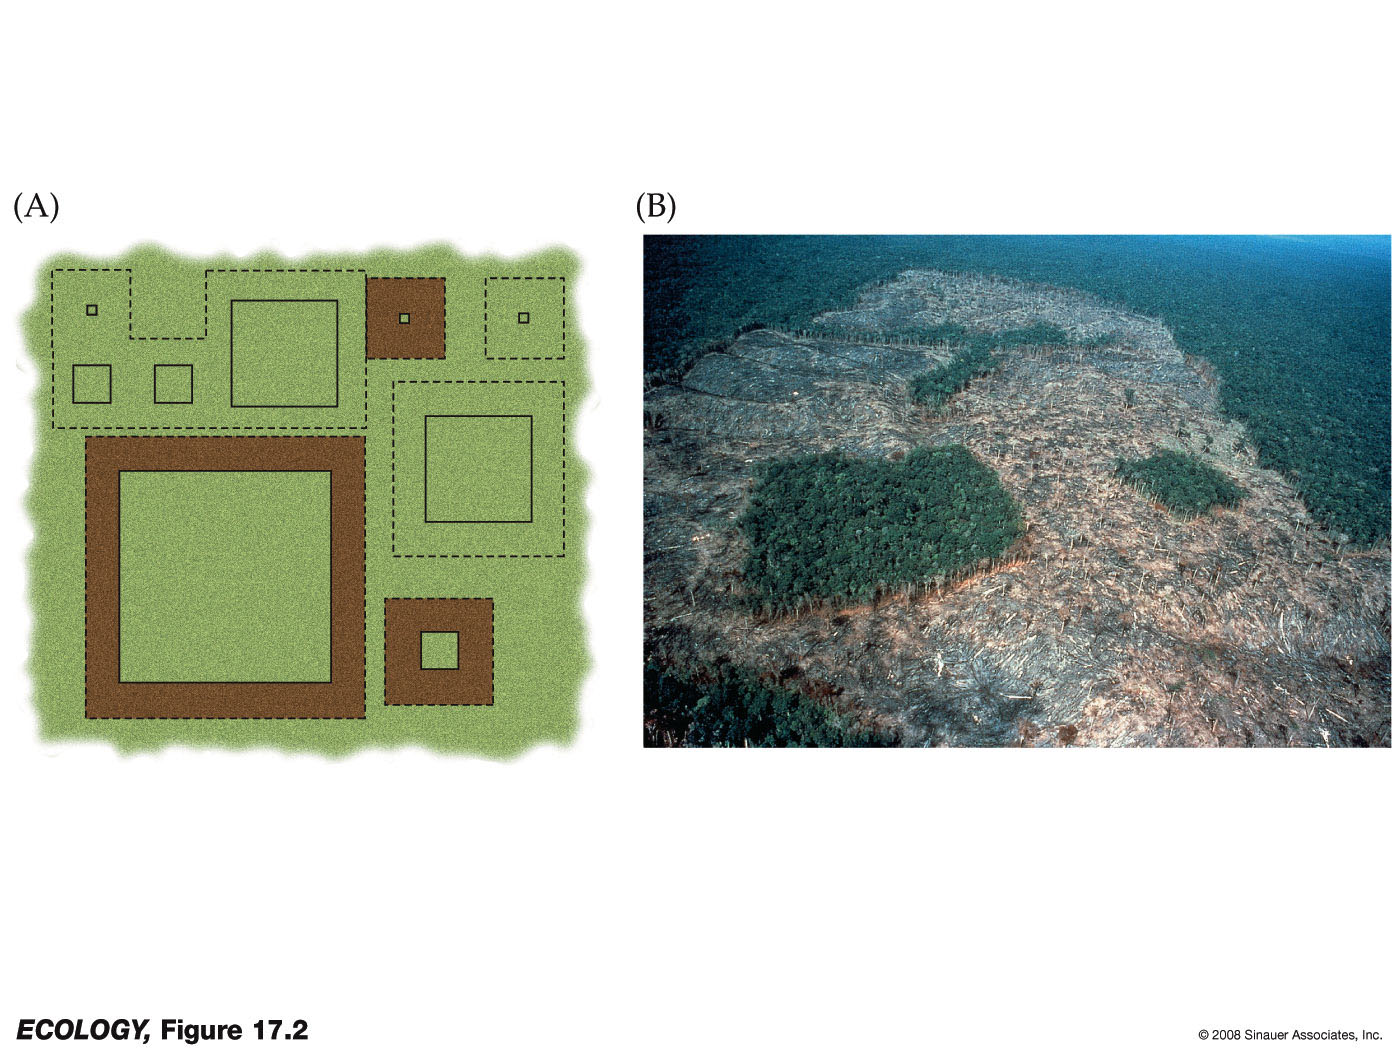 (A)
(B)
ECOLOGY, Figure 17.2
© 2008 Sinauer Associates, Inc.